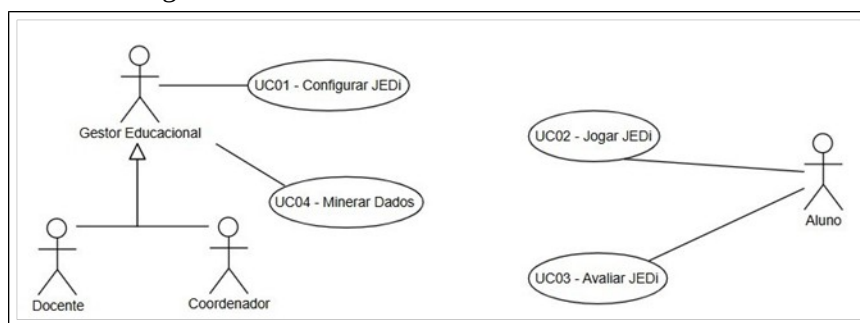 UC01 - Configurar JEDi
Gestor Educacional
UC02 - Jogar JEDi
UC04 - Minerar Dados
Aluno
UC03 - Avaliar JEDi
Docente
Coordenador